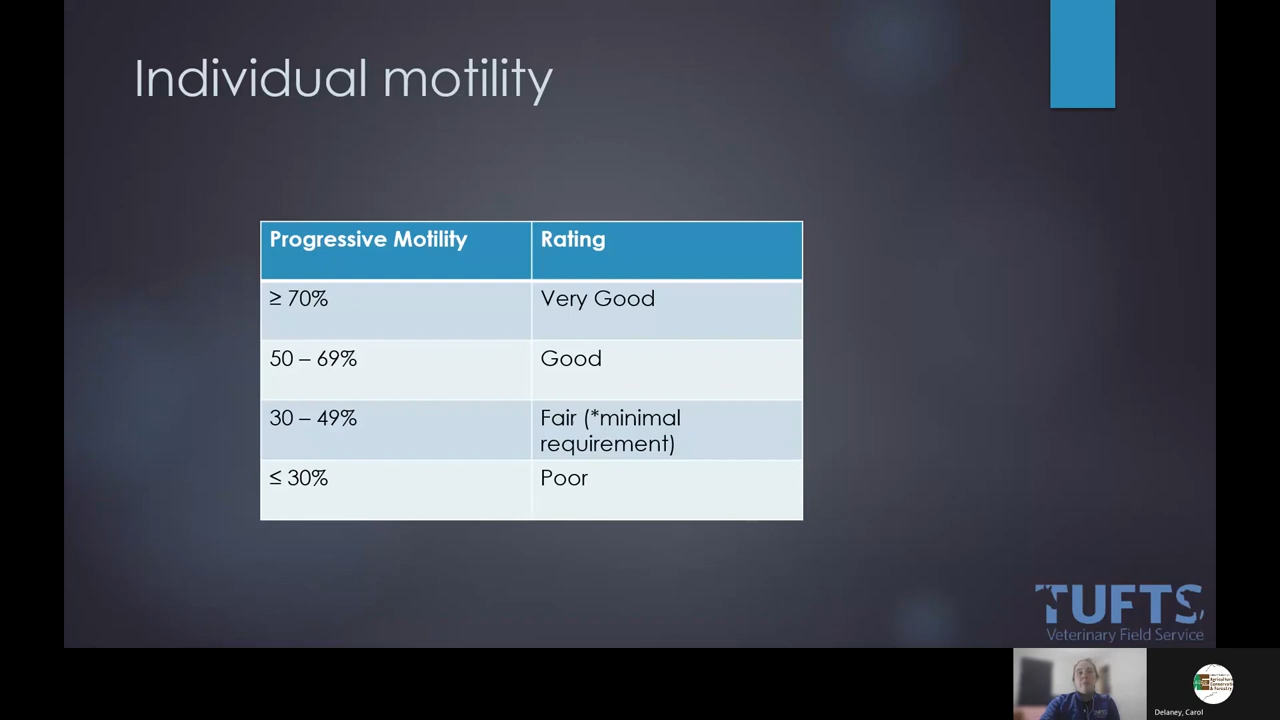 Individual motility
Progressive Motility Rating
≥ 70% Very Good
50 – 69% Good
30 – 49% Fair (*minimal
requirement)
≤ 30% Poor
TUFTS
Veterinary Field Service
Delaney, Carol